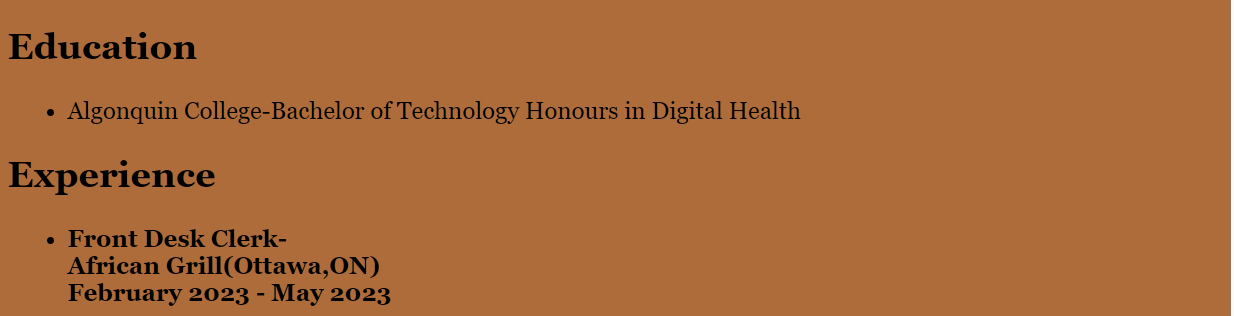 Education
• Algonquin College-Bachelor of Technology Honours in Digital Health
Experience
• Front Desk Clerk-
African Grill(Ottawa,ON)
February 2023 - May 2023